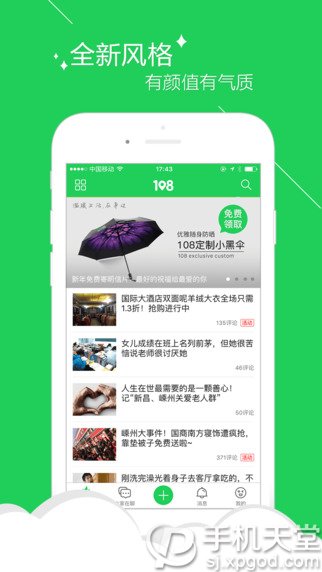 全新风格
有颜值有气质
中国移动
17:43
108
免费
领取
优雅随身防晒
108定制小黑伞
108 exclusive custom
新年免费寄明信片，最好的祝福给最爱的你
国际大酒店双面呢羊绒大衣全场只需
1.3折！抢购进行中
135评论
活动
女儿成绩在班上名列前茅，但她很苦
恼说老师很讨厌她
46评论
人生在世最需要的是一颗善心！
记“新昌、嵊州关爱老人群”
20评论
嵊州大事件！国商南方寝饰遭疯抢，
靠垫被子免费送啦~
371评论
活动
刚洗完澡光着身子去客厅拿吃的，不
大家在聊
消息
我的
手机天堂
sj.xpgod.com